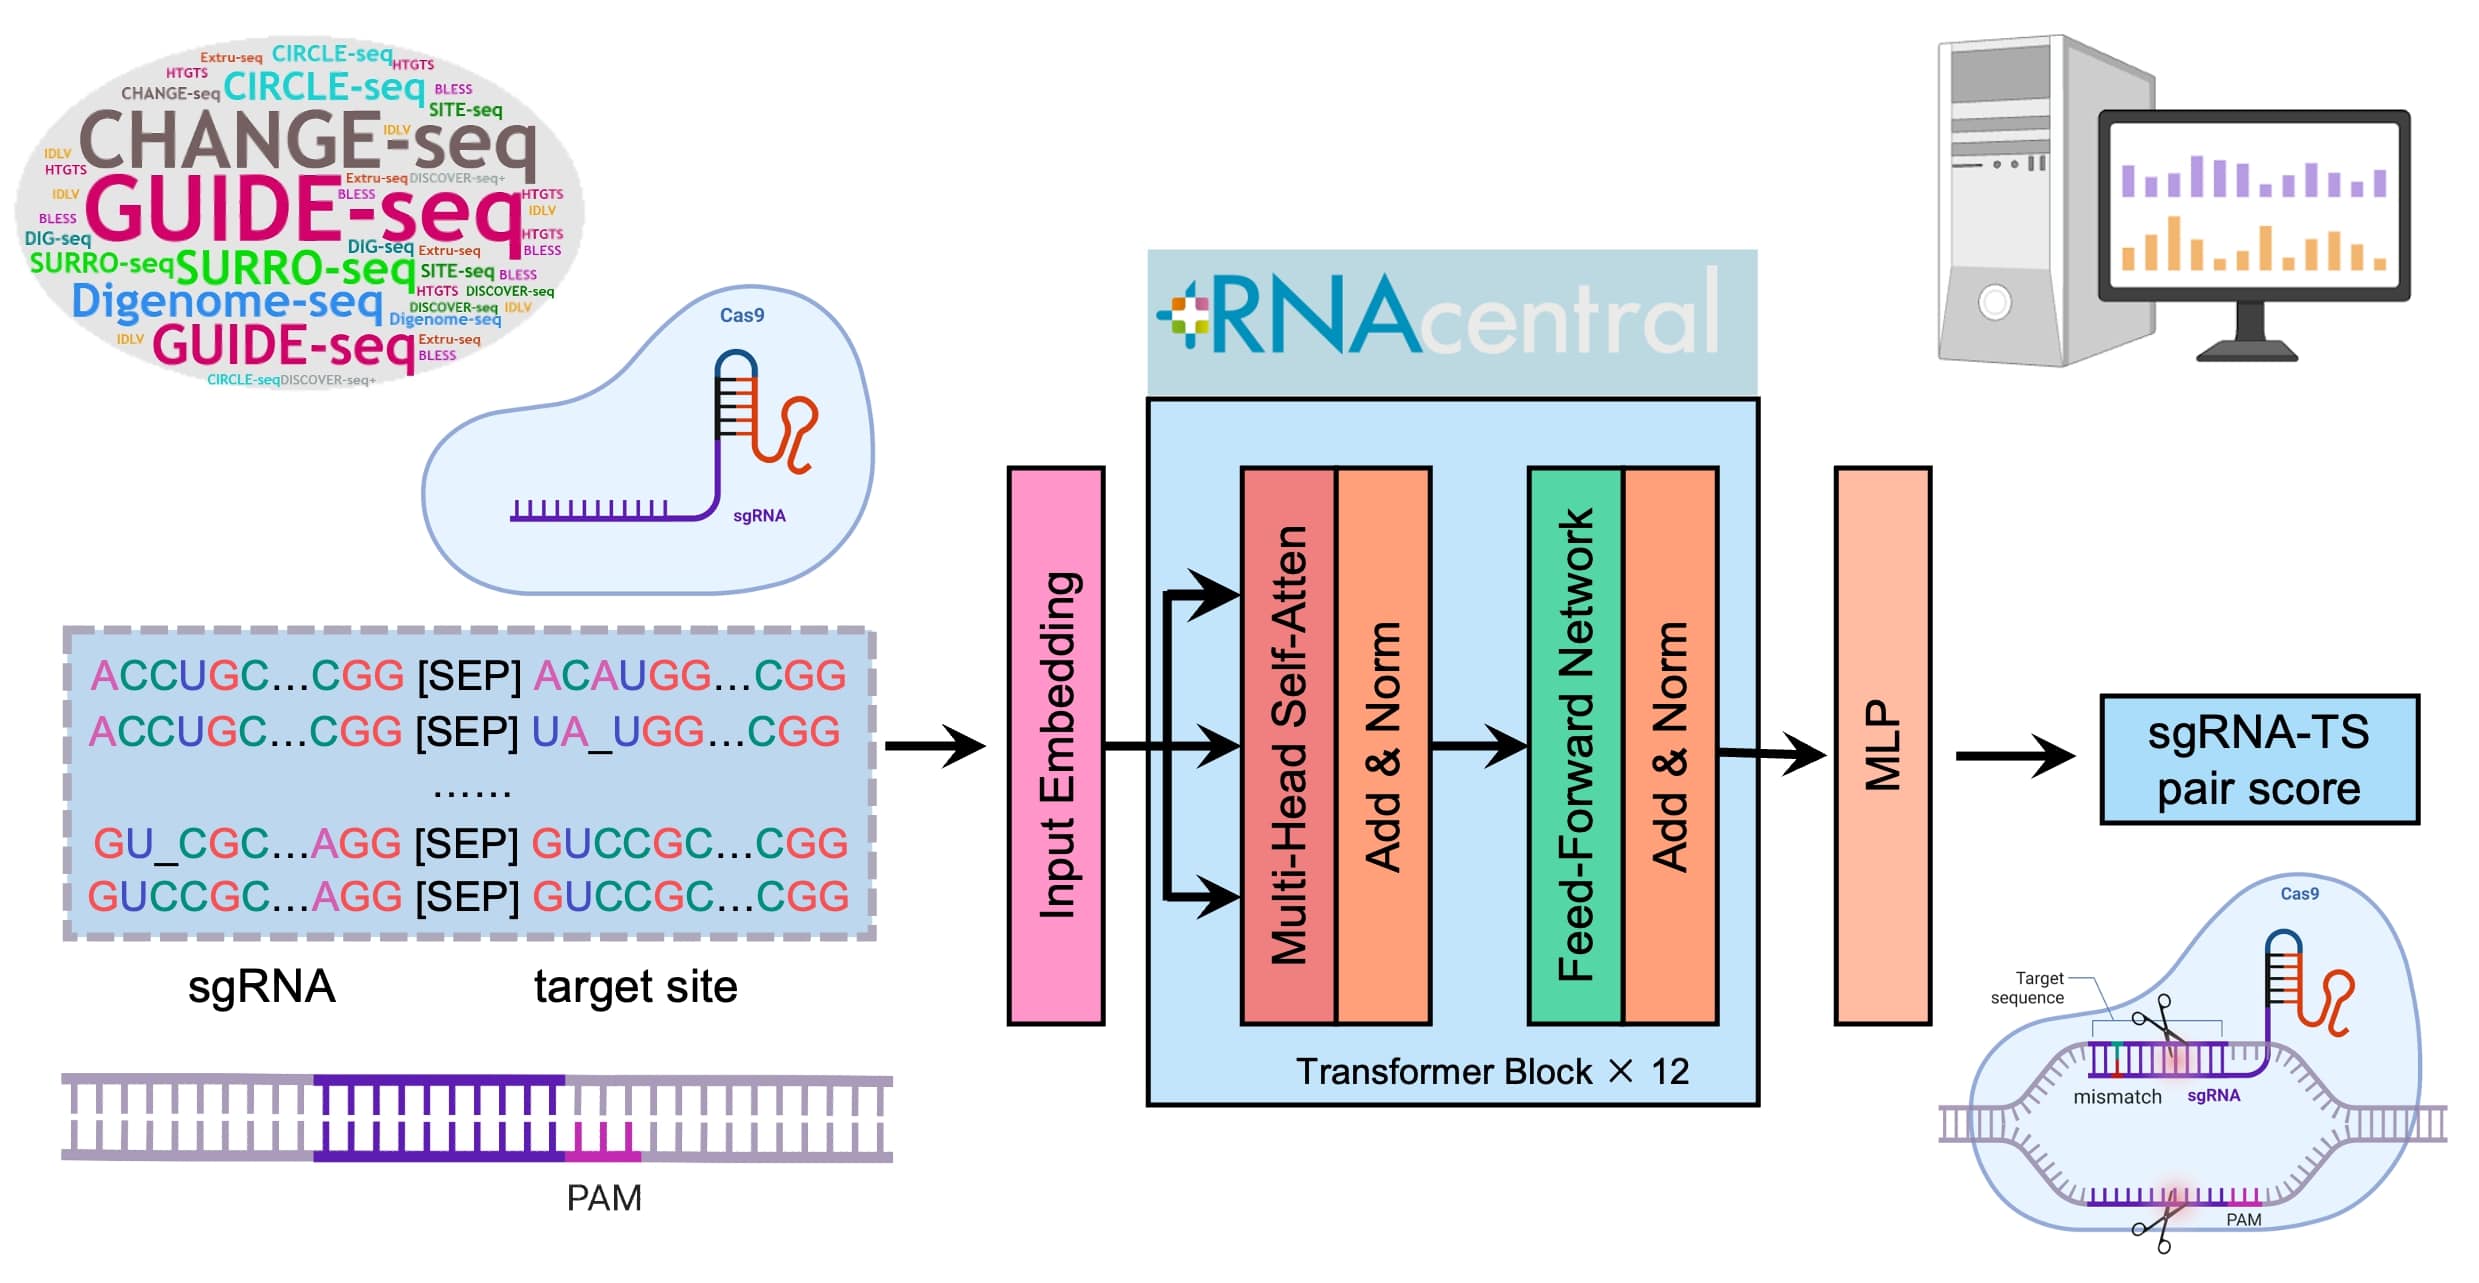 Extru-seq CIRCLE-seq HTGTS
HTGTS CIRCLE-seq BLESS
CHANGE-seq SITE-seq
CHANGE-seq IDLV
IDLV
HTGTS
Extru-seq DISCOVER-seq+
IDLV GUIDE-seq BLESS HTGTS
IDLV
BLESS
DIG-seq HTGTS
DIG-seq Extru-seq BLESS
SURRO-seq SURRO-seq SITE-seq BLESS
HTGTS DISCOVER-seq
Digenome-seq DISCOVER-seq IDLV
Digenome-seq
IDLV GUIDE-seq Extru-seq
BLESS
CIRCLE-seq DISCOVER-seq+
Cas9
sgRNA
ACCUGC...CGG [SEP] ACAUGG...CGG
ACCUGC...CGG [SEP] UA_UGG...CGG
......
GU_CGC...AGG [SEP] GUCCGC...CGG
GUCCGC...AGG [SEP] GUCCGC...CGG
sgRNA target site
PAM
RNAcentral
Input Embedding
Multi-Head Self-Atten
Add & Norm
Feed-Forward Network
Add & Norm
Transformer Block × 12
MLP
sgRNA-TS
pair score
Cas9
Target
sequence
mismatch sgRNA
PAM